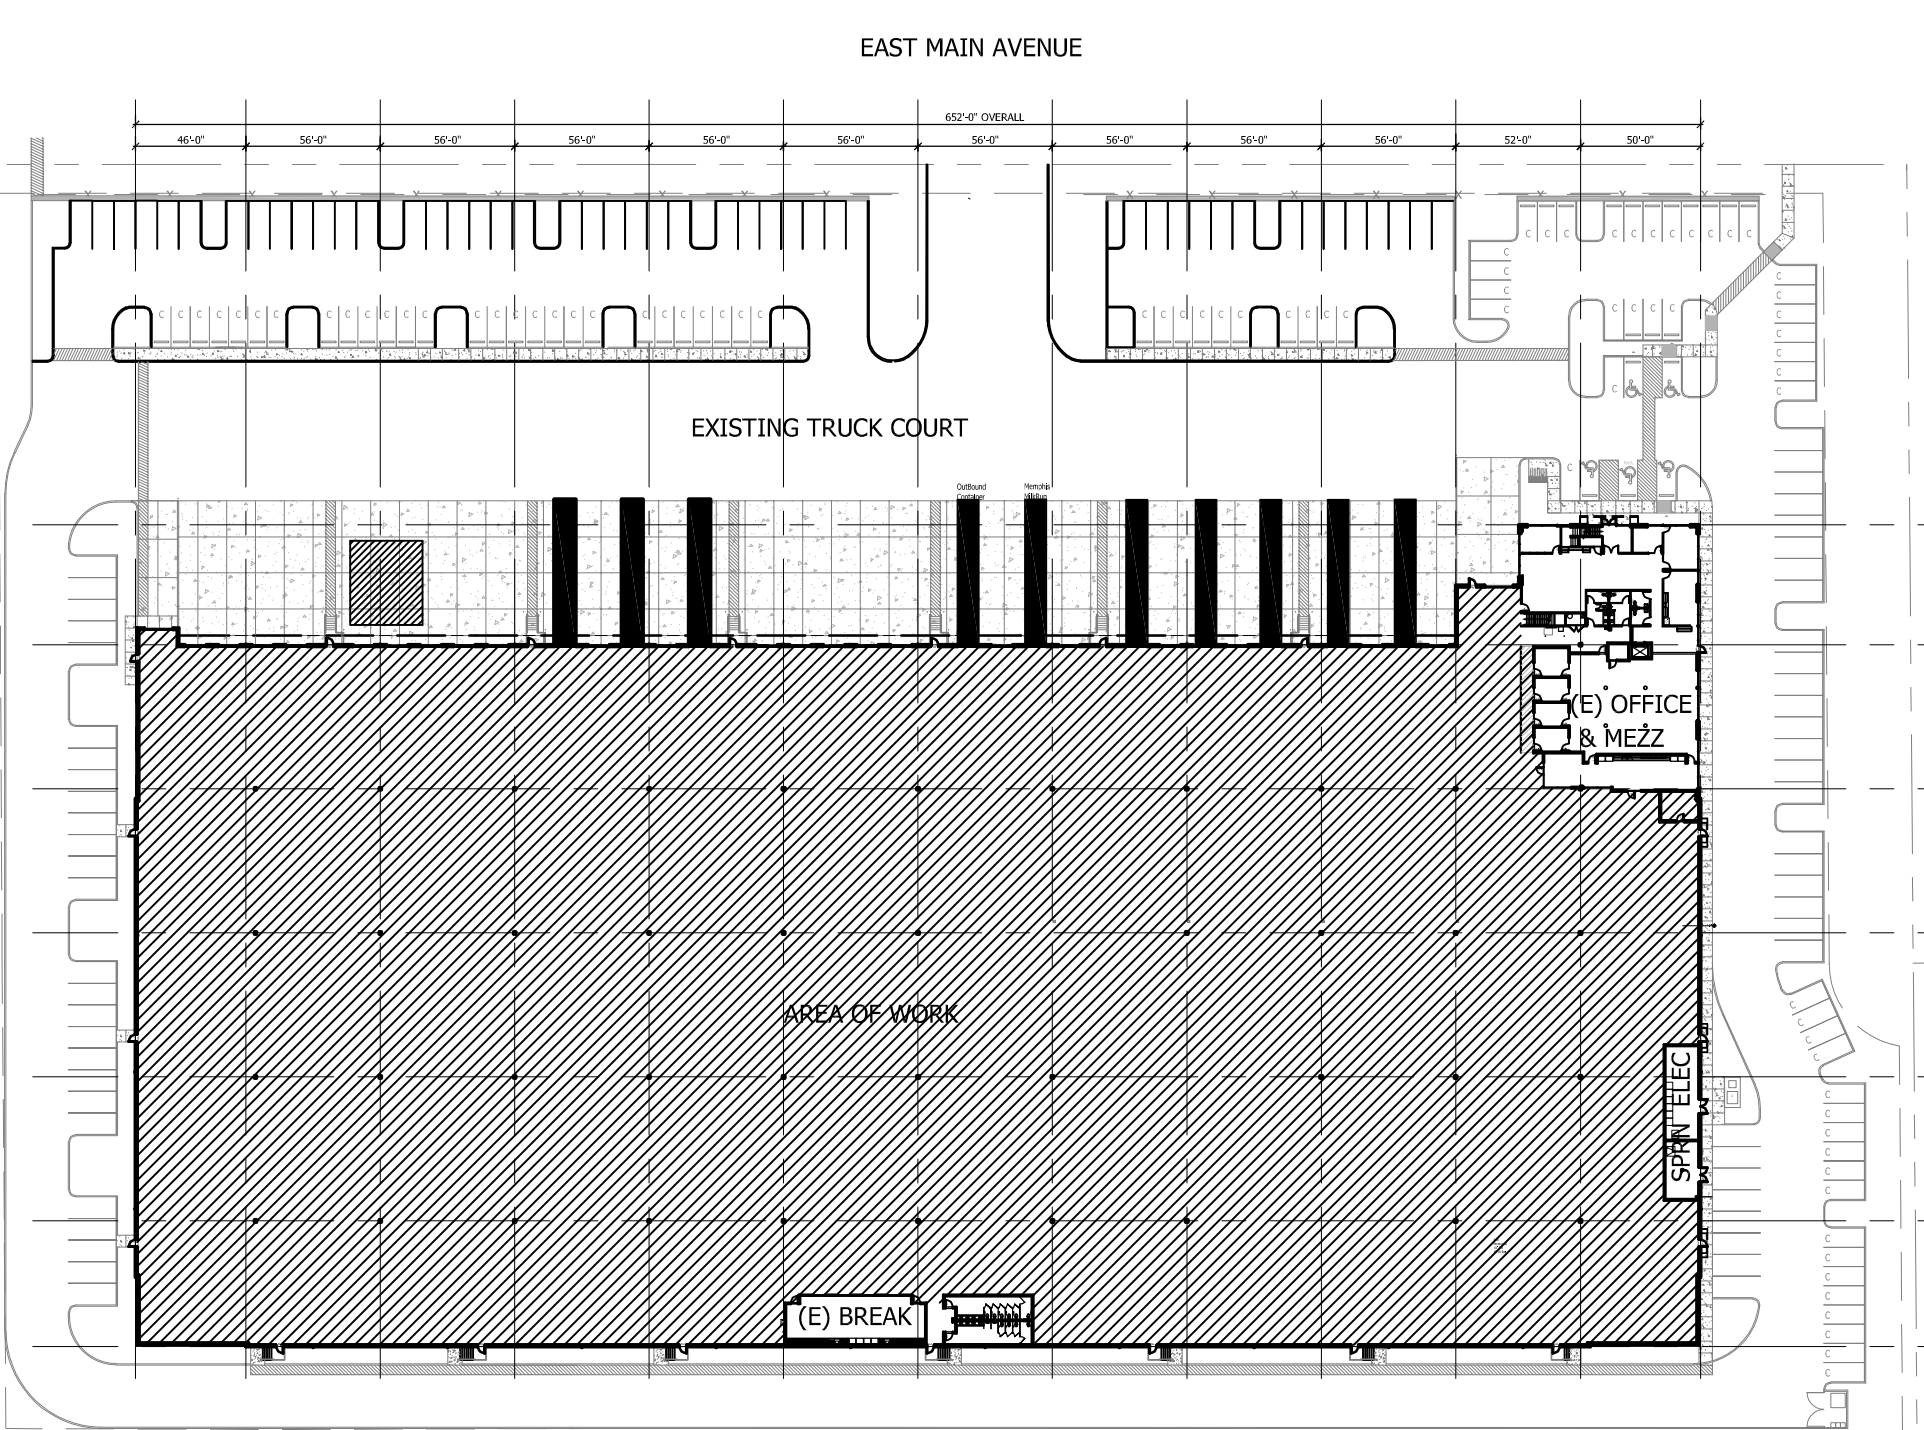 EAST MAIN AVENUE
652'-0" OVERALL
46'-0" 56'-0" 56'-0" 56'-0" 56'-0" 56'-0" 56'-0" 56'-0" 56'-0" 56'-0" 52'-0" 50'-0"
X X X X X X X X X X X X X X X X X
C C C C C C C C C C C
C
C
C
C
C C C C C C C C C C C C C C C C C C C C C C C C C C C C C C C C C C C C C C
EXISTING TRUCK COURT
OutBound
Container
Memphis
MilkRun
(E) OFFICE
& MEZZ
AREA OF WORK
SPRN ELEC
(E) BREAK